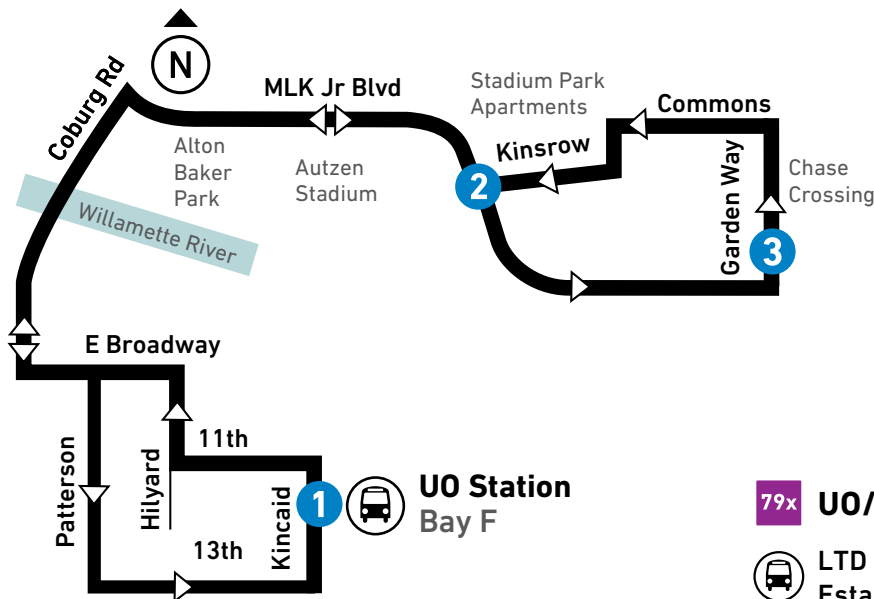 N
Coburg Rd
MLK Jr Blvd
Stadium Park
Apartments
Commons
Kinsrow
Alton
Baker
Park
Autzen
Stadium
2
Garden Way
Chase
Crossing
Willamette River
3
E Broadway
11th
Patterson
Hilyard
Kincaid
1
UO Station
Bay F
13th
79x UO/
LTD
Esta